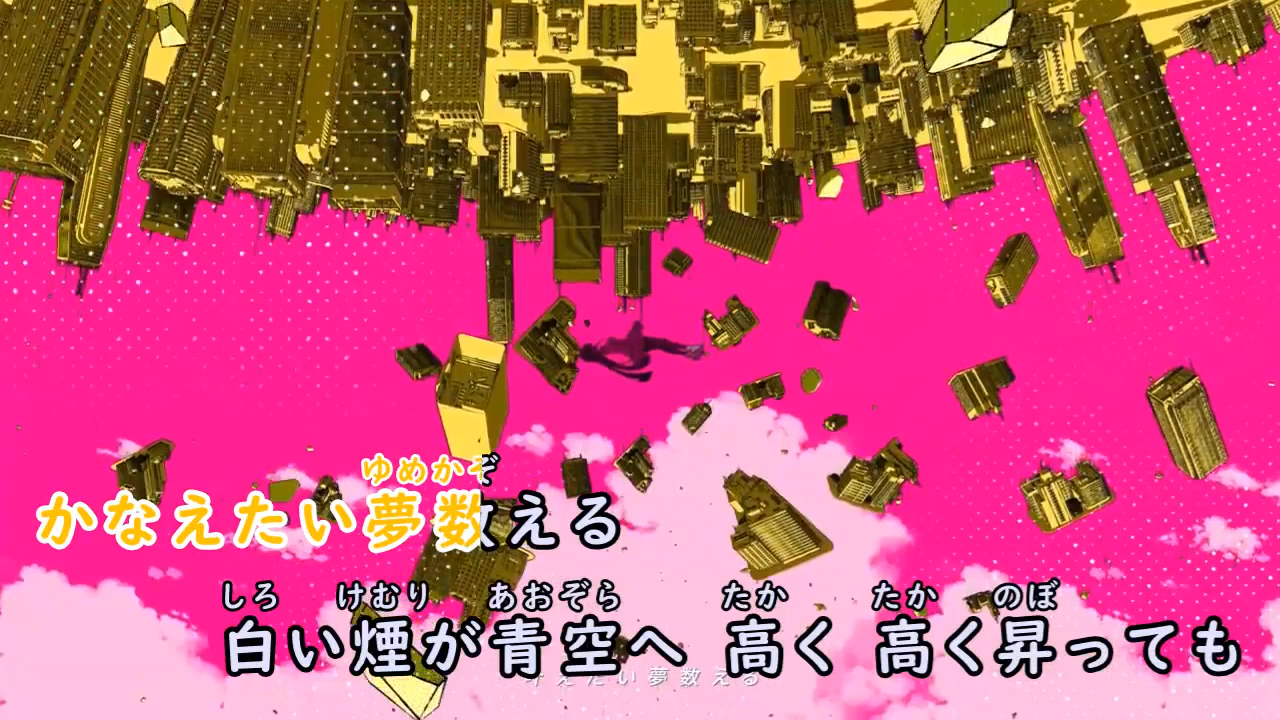 ゆめかぞ
かなえたい夢数える
しろ けむり あおぞら たか たか のぼ
白い煙が青空へ 高く 高く昇っても
叶えたい夢数える